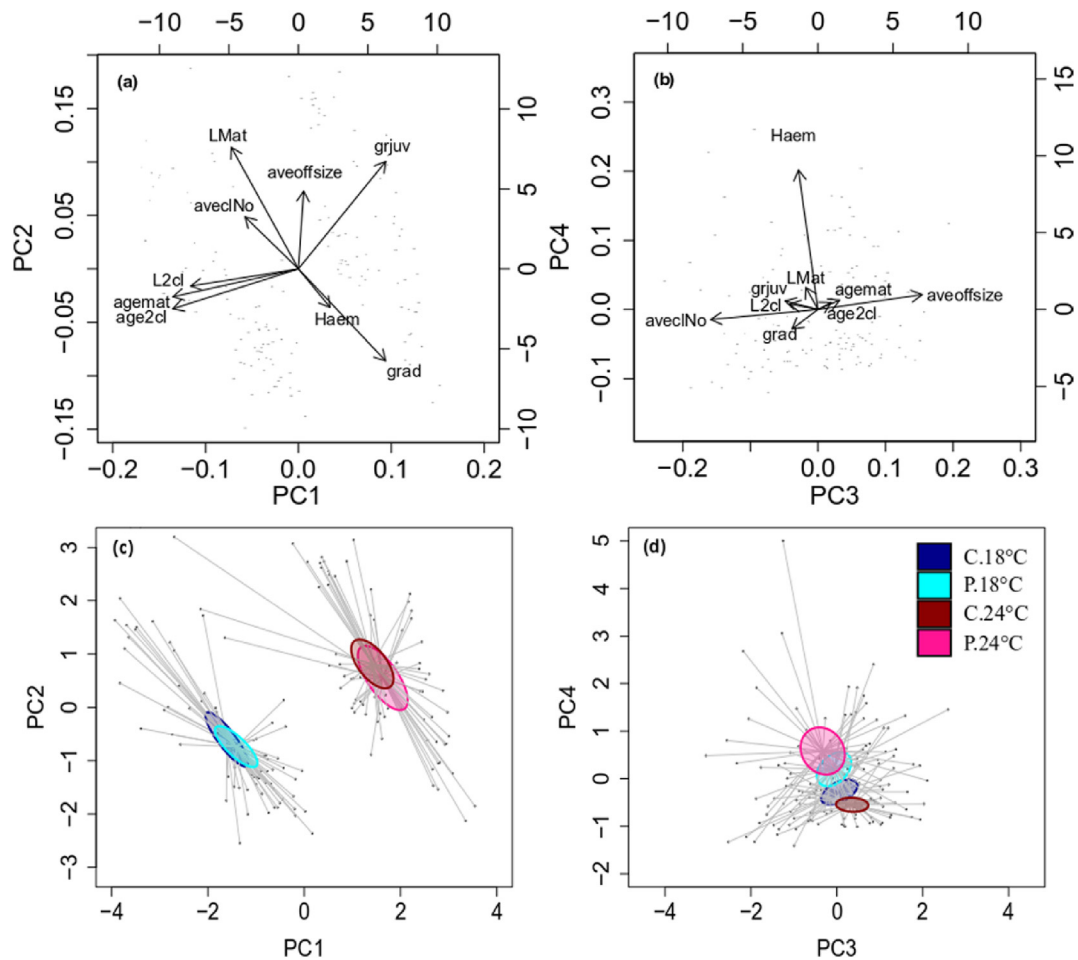 −10 −5 0 5 10
−10 −5 0 5 10
(a)
LMat
grjuv
aveoffsize
aveclNo
L2cl
agemat
age2cl
Haem
grad
PC2
−0.15 −0.05 0.05 0.15
−10 −5 0 5 10
−0.2 −0.1 0.0 0.1 0.2
PC1
(b)
Haem
LMat
grjuv
agemat
L2cl
aveoffsize
aveclNo
age2cl
grad
PC4
−0.1 0.0 0.1 0.2 0.3
−5 0 5 10 15
−0.2 −0.1 0.0 0.1 0.2 0.3
PC3
(c)
PC2
−3 −2 −1 0 1 2 3
−4 −2 0 2 4
PC1
(d)
C.18°C
P.18°C
C.24°C
P.24°C
PC4
−2 −1 0 1 2 3 4 5
−4 −2 0 2 4
PC3